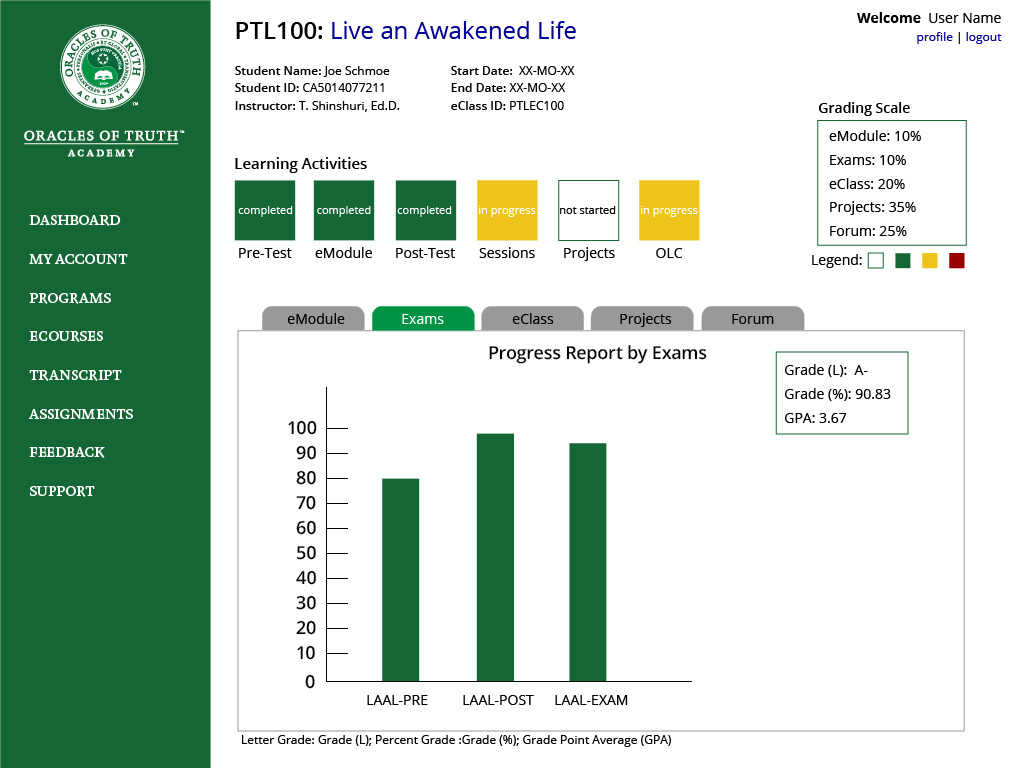 ORACLES OF TRUTH
ACADEMY
™
ORACLES OF TRUTH™
ACADEMY
DASHBOARD
MY ACCOUNT
PROGRAMS
ECOURSES
TRANSCRIPT
ASSIGNMENTS
FEEDBACK
SUPPORT
PTL100: Live an Awakened Life
Welcome User Name
profile | logout
Student Name: Joe Schmoe
Student ID: CA5014077211
Instructor: T. Shinshuri, Ed.D.
Start Date: XX-MO-XX
End Date: XX-MO-XX
eClass ID: PTLEC100
Grading Scale
eModule: 10%
Exams: 10%
eClass: 20%
Projects: 35%
Forum: 25%
Legend:
Learning Activities
completed completed completed in progress not started in progress
Pre-Test eModule Post-Test Sessions Projects OLC
eModule Exams eClass Projects Forum
Progress Report by Exams
Grade (L): A-
Grade (%): 90.83
GPA: 3.67
100
90
80
70
60
50
40
30
20
10
0
LAAL-PRE LAAL-POST LAAL-EXAM
Letter Grade: Grade (L); Percent Grade :Grade (%); Grade Point Average (GPA)